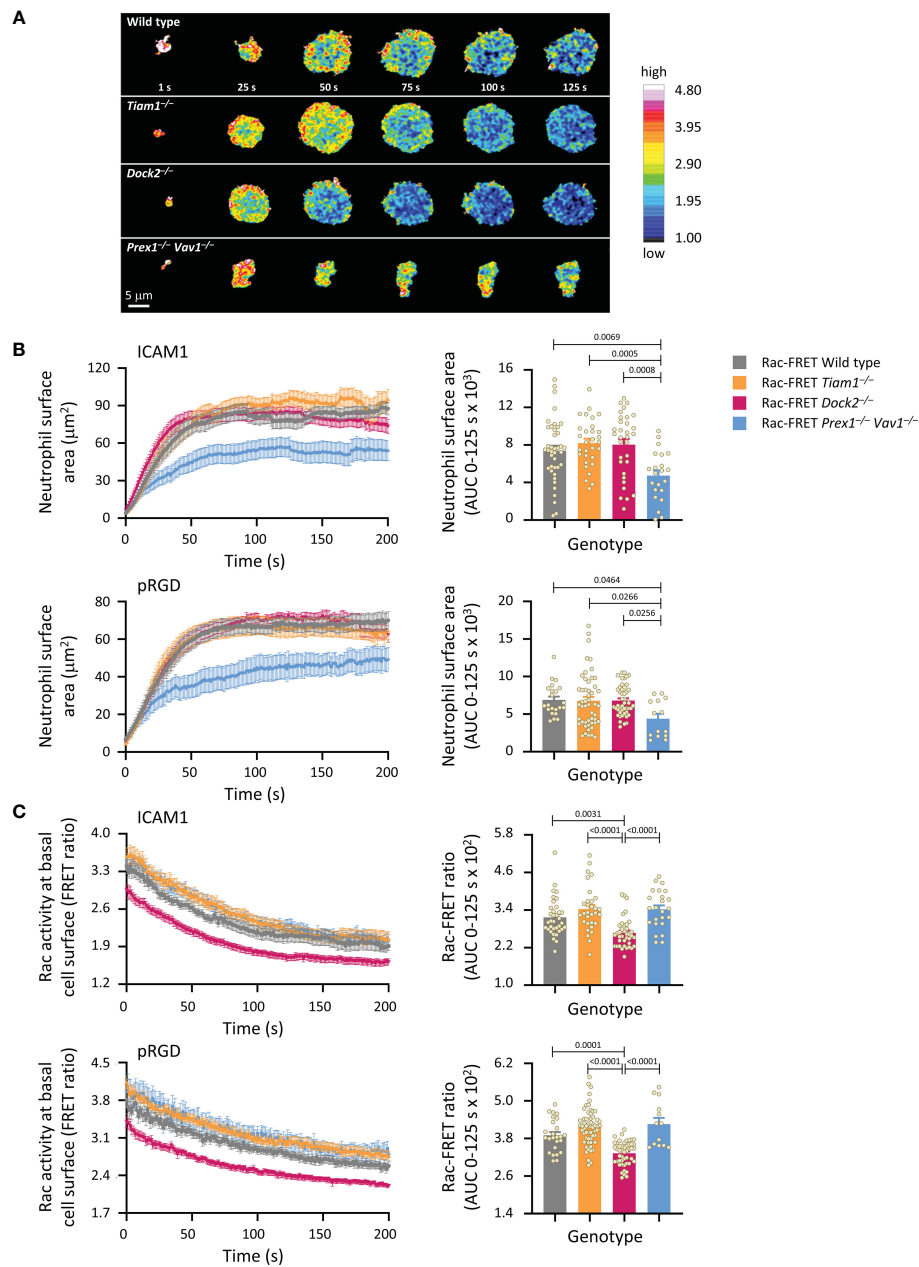 A
Wild type
1 s
25 s
50 s
75 s
100 s
125 s
Tiam1–/–
Dock2–/–
Prex1–/– Vav1–/–
5 μm
high
4.80
3.95
2.90
1.95
1.00
low
B
ICAM1
Neutrophil surface
area (μm²)
120
90
60
30
0
0
50
100
150
200
Time (s)
Neutrophil surface area
(AUC 0-125 s x 10³)
16
12
8
4
0
0.0069
0.0005
0.0008
Genotype
Rac-FRET Wild type
Rac-FRET Tiam1–/–
Rac-FRET Dock2–/–
Rac-FRET Prex1–/– Vav1–/–
pRGD
Neutrophil surface
area (μm²)
80
60
40
20
0
0
50
100
150
200
Time (s)
Neutrophil surface area
(AUC 0-125 s x 10³)
20
15
10
5
0
0.0464
0.0266
0.0256
Genotype
C
ICAM1
Rac activity at basal
cell surface (FRET ratio)
4.0
3.3
2.6
1.9
1.2
0
50
100
150
200
Time (s)
Rac-FRET ratio
(AUC 0-125 s x 10²)
5.8
4.6
3.4
2.2
1.0
0.0031
<0.0001
<0.0001
Genotype
pRGD
Rac activity at basal
cell surface (FRET ratio)
4.5
3.8
3.1
2.4
1.7
0
50
100
150
200
Time (s)
Rac-FRET ratio
(AUC 0-125 s x 10²)
6.2
5.0
3.8
2.6
1.4
0.0001
<0.0001
<0.0001
Genotype